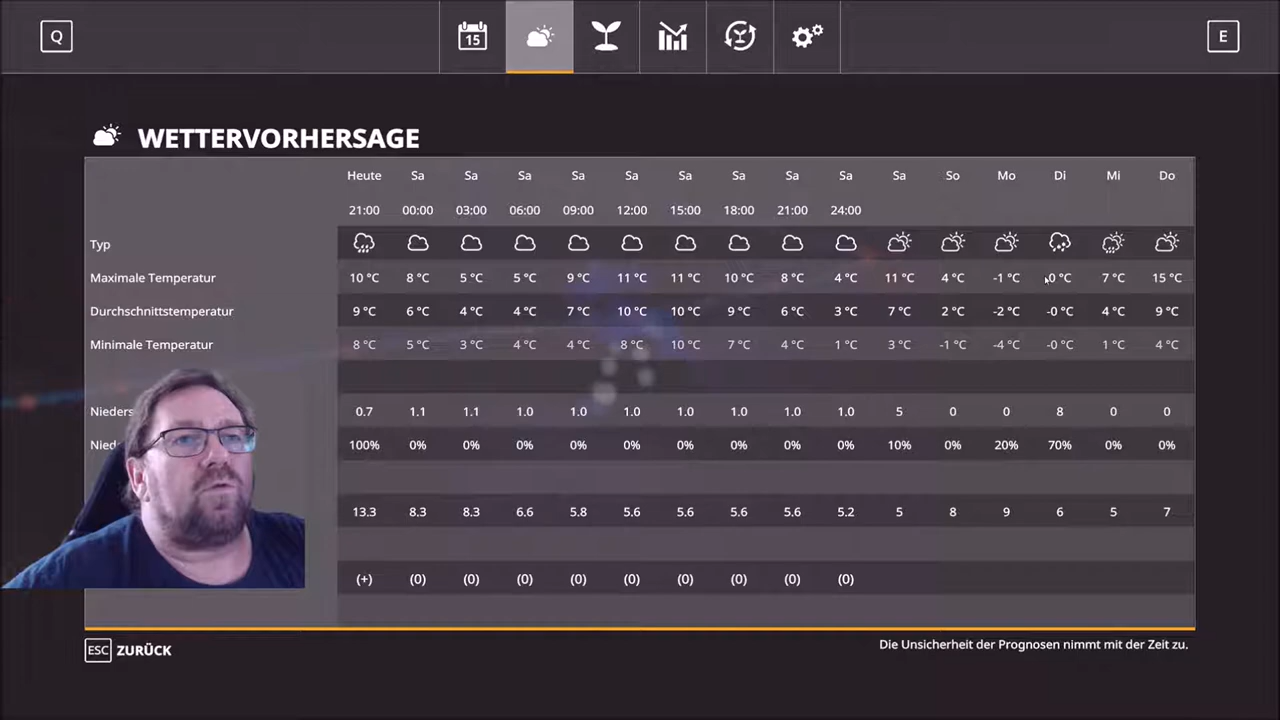 Q
15
E
WETTERVORHERSAGE
Heute Sa Sa Sa Sa Sa Sa Sa Sa Sa Sa So Mo Di Mi Do
21:00 00:00 03:00 06:00 09:00 12:00 15:00 18:00 21:00 24:00
Typ
Maximale Temperatur 10 °C 8 °C 5 °C 5 °C 9 °C 11 °C 11 °C 10 °C 8 °C 4 °C 11 °C 4 °C -1 °C 0 °C 7 °C 15 °C
Durchschnittstemperatur 9 °C 6 °C 4 °C 4 °C 7 °C 10 °C 10 °C 9 °C 6 °C 3 °C 7 °C 2 °C -2 °C -0 °C 4 °C 9 °C
Minimale Temperatur 8 °C 5 °C 3 °C 4 °C 4 °C 8 °C 10 °C 7 °C 4 °C 1 °C 3 °C -1 °C -4 °C -0 °C 1 °C 4 °C
0.7 1.1 1.1 1.0 1.0 1.0 1.0 1.0 1.0 1.0 5 0 0 8 0 0
100% 0% 0% 0% 0% 0% 0% 0% 0% 0% 10% 0% 20% 70% 0% 0%
13.3 8.3 8.3 6.6 5.8 5.6 5.6 5.6 5.6 5.2 5 8 9 6 5 7
(+) (0) (0) (0) (0) (0) (0) (0) (0) (0)
ESC ZURÜCK
Die Unsicherheit der Prognosen nimmt mit der Zeit zu.